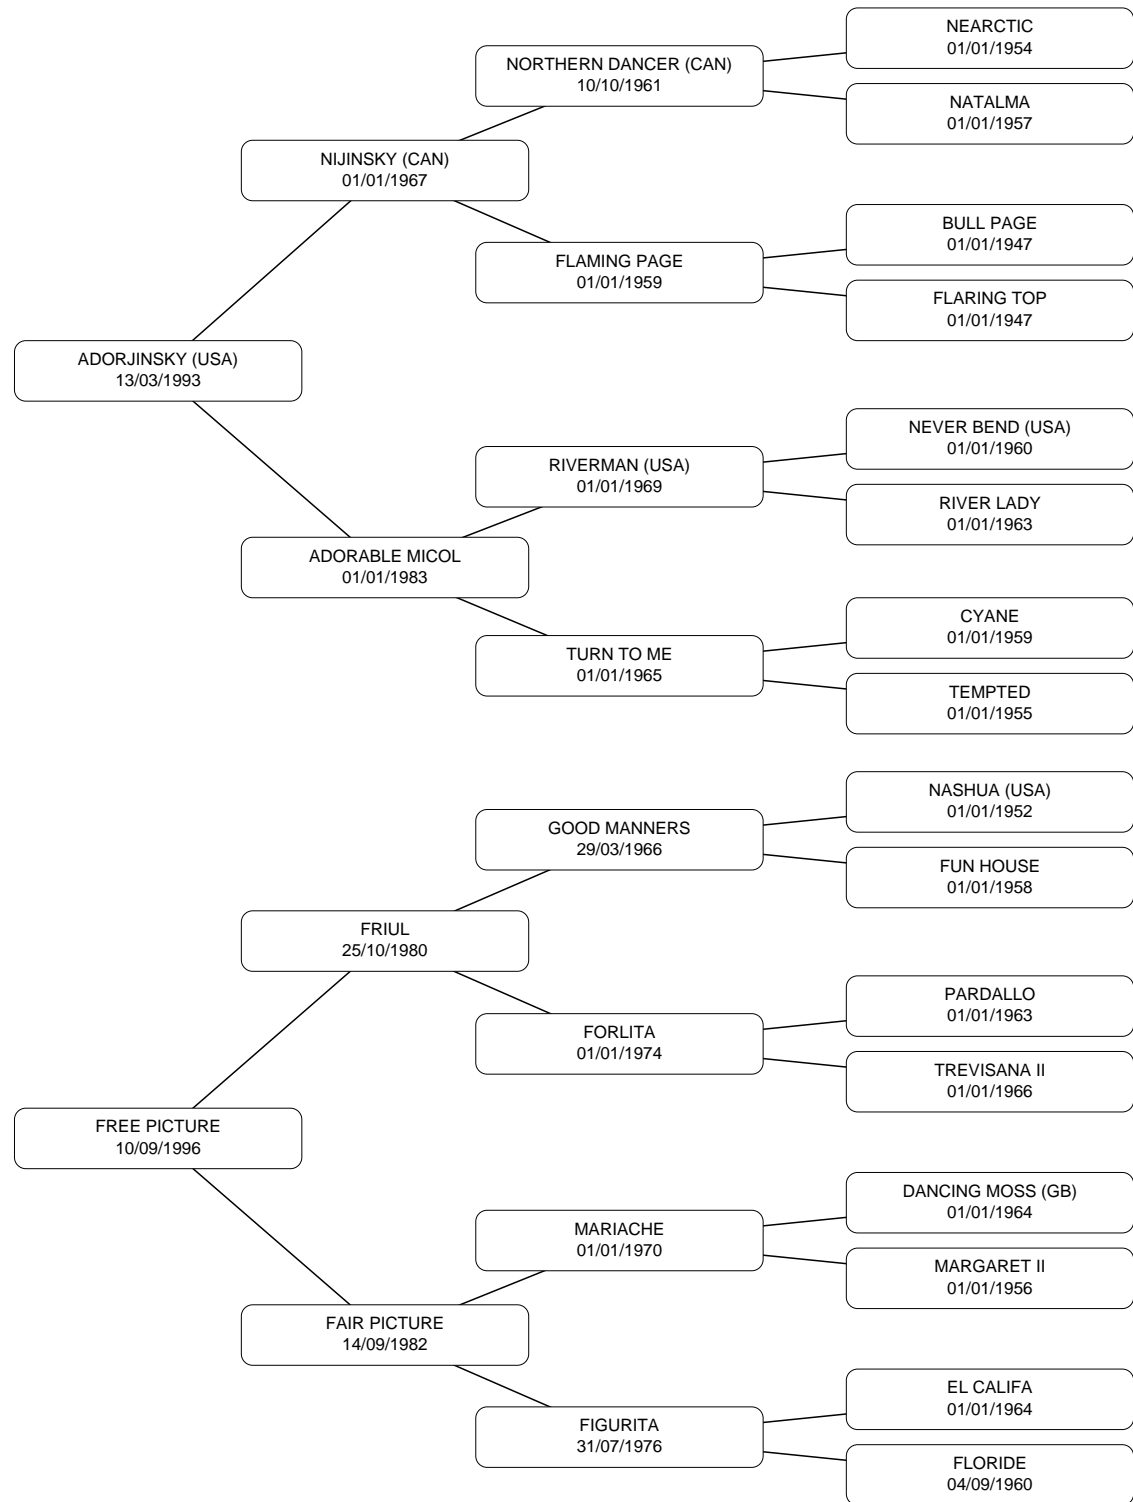 NEARCTIC
01/01/1954
NORTHERN DANCER (CAN)
10/10/1961
NATALMA
01/01/1957
NIJINSKY (CAN)
01/01/1967
BULL PAGE
01/01/1947
FLAMING PAGE
01/01/1959
FLARING TOP
01/01/1947
ADORJINSKY (USA)
13/03/1993
NEVER BEND (USA)
01/01/1960
RIVERMAN (USA)
01/01/1969
RIVER LADY
01/01/1963
ADORABLE MICOL
01/01/1983
CYANE
01/01/1959
TURN TO ME
01/01/1965
TEMPTED
01/01/1955
NASHUA (USA)
01/01/1952
GOOD MANNERS
29/03/1966
FUN HOUSE
01/01/1958
FRIUL
25/10/1980
PARDALLO
01/01/1963
FORLITA
01/01/1974
TREVISANA II
01/01/1966
FREE PICTURE
10/09/1996
DANCING MOSS (GB)
01/01/1964
MARIACHE
01/01/1970
MARGARET II
01/01/1956
FAIR PICTURE
14/09/1982
EL CALIFA
01/01/1964
FIGURITA
31/07/1976
FLORIDE
04/09/1960